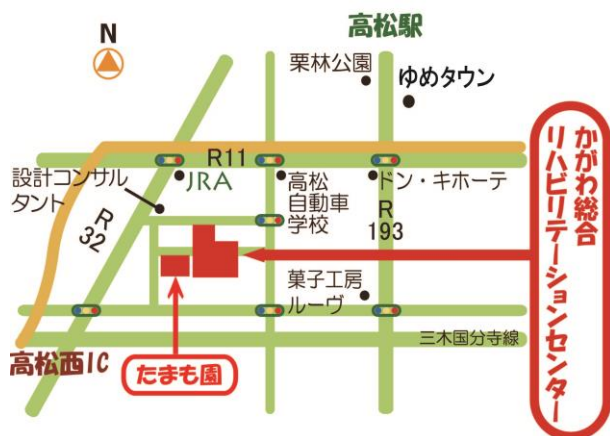 高松駅
N
栗林公園
ゆめタウン
R11
設計コンサル
タント
JRA
高松
自動車
学校
ドン・キホーテ
R
32
R
193
菓子工房
ルーヴ
三木国分寺線
高松西IC
たまも園
かがわ総合
リハビリテーションセンター